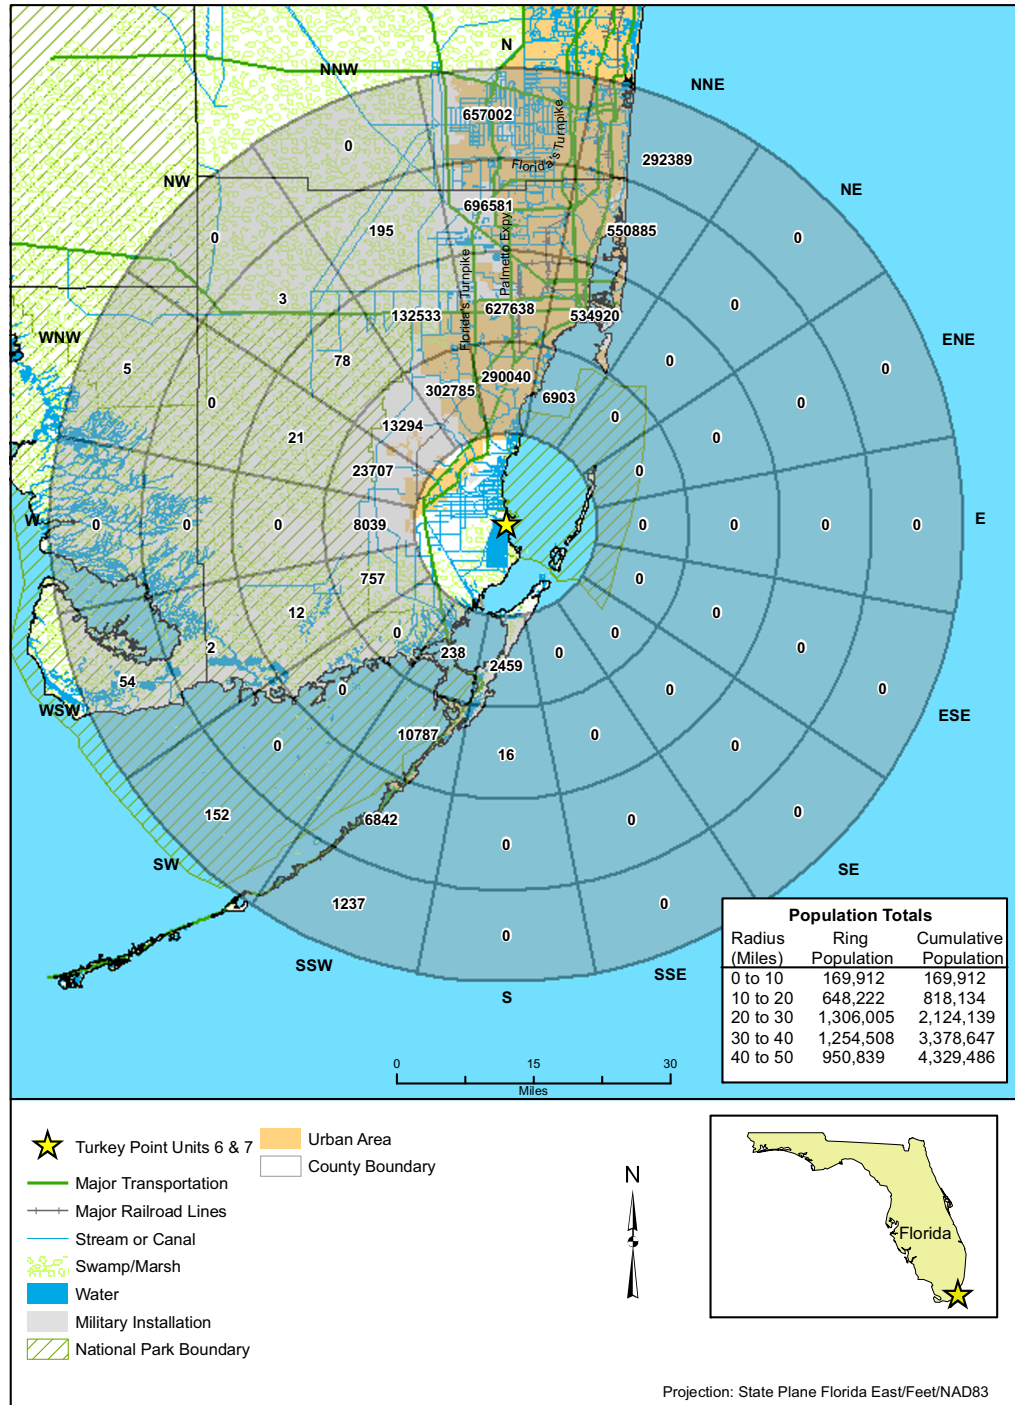 N
NNW
NNE
657002
0
Florida's Turnpike
Florida's Turnpike
292389
NW
NE
696581
195
550885
0
0
Palmetto Expy
Florida's Turnpike
3
0
132533
627638
534920
WNW
ENE
5
78
0
302785
290040
6903
0
0
0
13294
21
0
23707
0
W
0
0
0
8039
0
0
0
0
E
757
0
12
0
0
0
2
238
2459
0
0
54
0
0
0
WSW
ESE
10787
0
0
0
16
152
6842
0
0
0
SW
SE
1237
0
0
SSW
SSE
S
Population Totals
Radius Ring Cumulative
(Miles) Population Population
0 to 10 169,912 169,912
10 to 20 648,222 818,134
20 to 30 1,306,005 2,124,139
30 to 40 1,254,508 3,378,647
40 to 50 950,839 4,329,486
0 15 30
Miles
Turkey Point Units 6 & 7
Major Transportation
Major Railroad Lines
Stream or Canal
Swamp/Marsh
Water
Military Installation
National Park Boundary
Urban Area
County Boundary
N
Florida
Projection: State Plane Florida East/Feet/NAD83